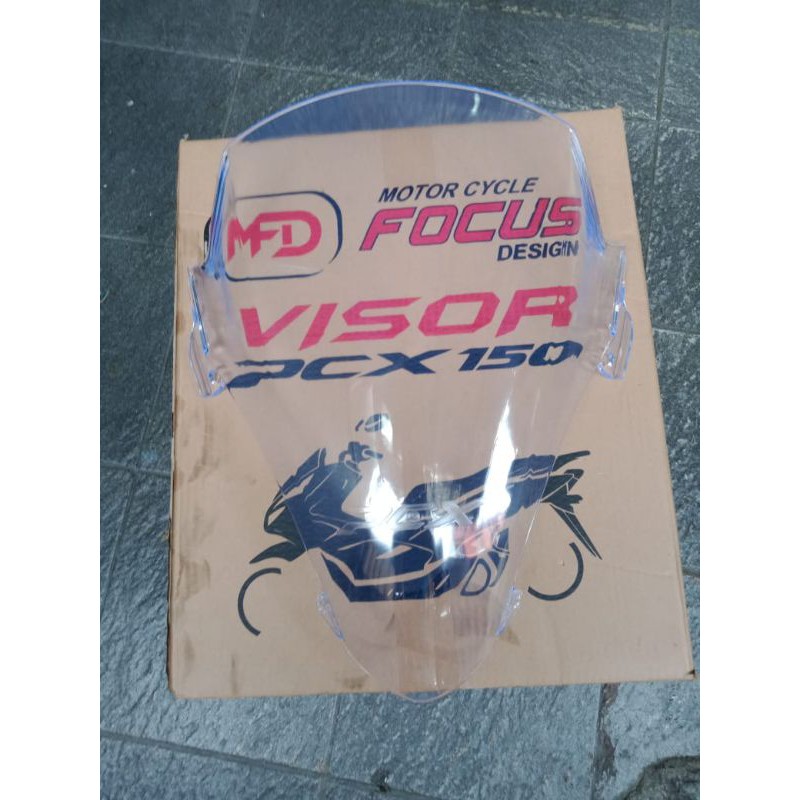 MFD
MOTOR CYCLE
FOCUS
DESIGN
VISOR
PCX 150